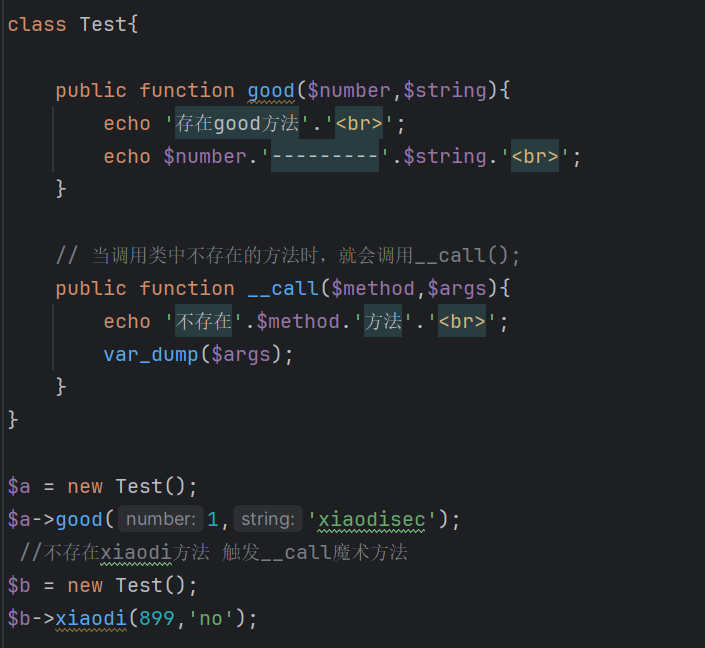 class Test{
public function good($number,$string){
echo '存在good方法'.'<br>';
echo $number.'---------'.$string.'<br>';
}
// 当调用类中不存在的方法时，就会调用__call();
public function __call($method,$args){
echo '不存在'.$method.'方法'.'<br>';
var_dump($args);
}
}
$a = new Test();
$a->good( number: 1, string: 'xiaodisec');
//不存在xiaodi方法 触发__call魔术方法
$b = new Test();
$b->xiaodi(899,'no');